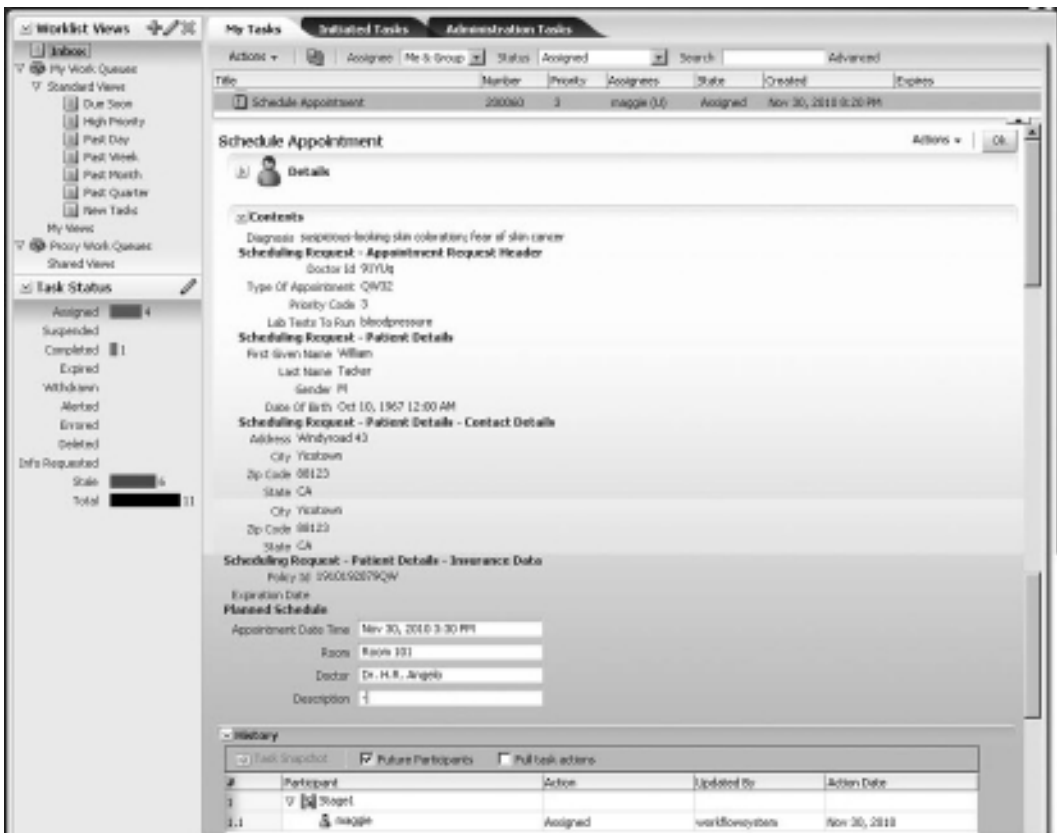 Worklist Views
My Tasks
Initiated Tasks
Administration Tasks
Inbox
My Work Queues
Standard Views
Due Soon
High Priority
Past Day
Past Week
Past Month
Past Quarter
New Tasks
My Views
Proxy Work Queues
Shared Views
Task Status
Assigned 4
Suspended
Completed 1
Expired
Withdrawn
Alerted
Errored
Deleted
Info Requested
Stale 6
Total 11
Actions Assignee Me & Group Status Assigned Search Advanced
Title Number Priority Assignees State Created Expires
Schedule Appointment 200060 3 maggie (U) Assigned Nov 30, 2010 8:20 PM
Schedule Appointment Actions Ok
Details
Contents
Diagnosis suspicious-looking skin coloration; fear of skin cancer
Scheduling Request - Appointment Request Header
Doctor Id
Type Of Appointment QW32
Priority Code 3
Lab Tests To Run bloodpressure
Scheduling Request - Patient Details
First Given Name William
Last Name Tacker
Gender M
Date Of Birth Oct 10, 1967 12:00 AM
Scheduling Request - Patient Details - Contact Details
Address Windyroad 43
City Yicatown
Zip Code 88123
State CA
City Yicatown
Zip Code 88123
State CA
Scheduling Request - Patient Details - Insurance Data
Policy Id
Expiration Date
Planned Schedule
Appointment Date Time Nov 30, 2010 3:30 PM
Room Room 101
Doctor Dr. H.R. Angelo
Description -
History
Task Snapshot Future Participants Full task actions
# Participant Action Updated By Action Date
1 Stage1
1.1 maggie Assigned workflowsystem Nov 30, 2010